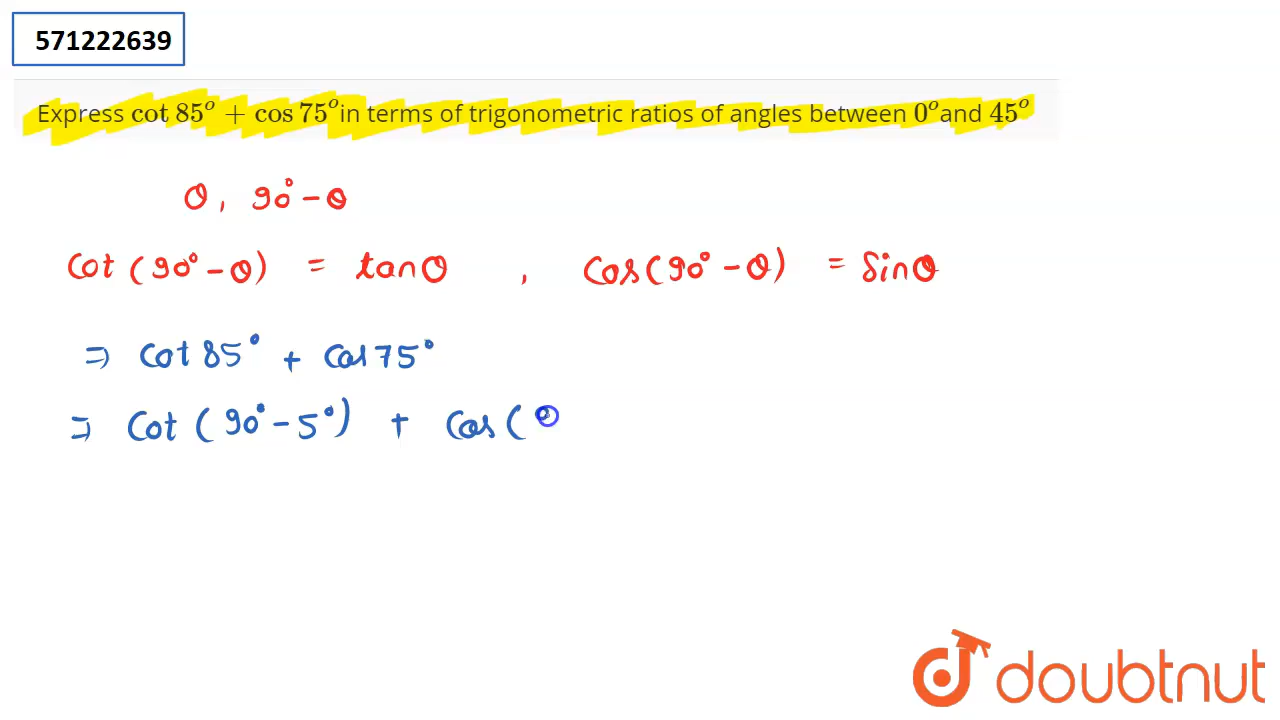 571222639
Express cot 85° + cos 75° in terms of trigonometric ratios of angles between 0° and 45°
θ, 90° - θ
Cot (90° - θ) = tanθ , Cos(90° - θ) = Sinθ
⇒ Cot 85° + Cos 75°
⇒ Cot (90° - 5°) + Cos (
doubtnut